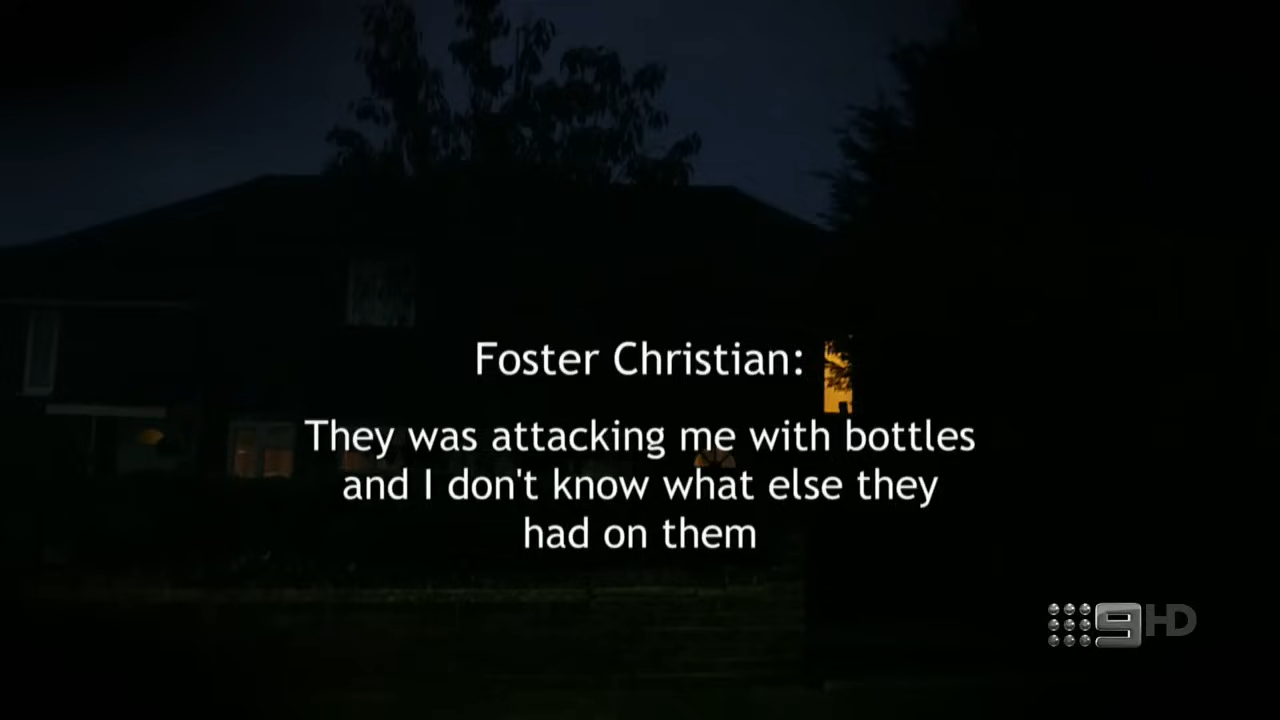 Foster Christian:
They was attacking me with bottles
and I don't know what else they
had on them
9HD